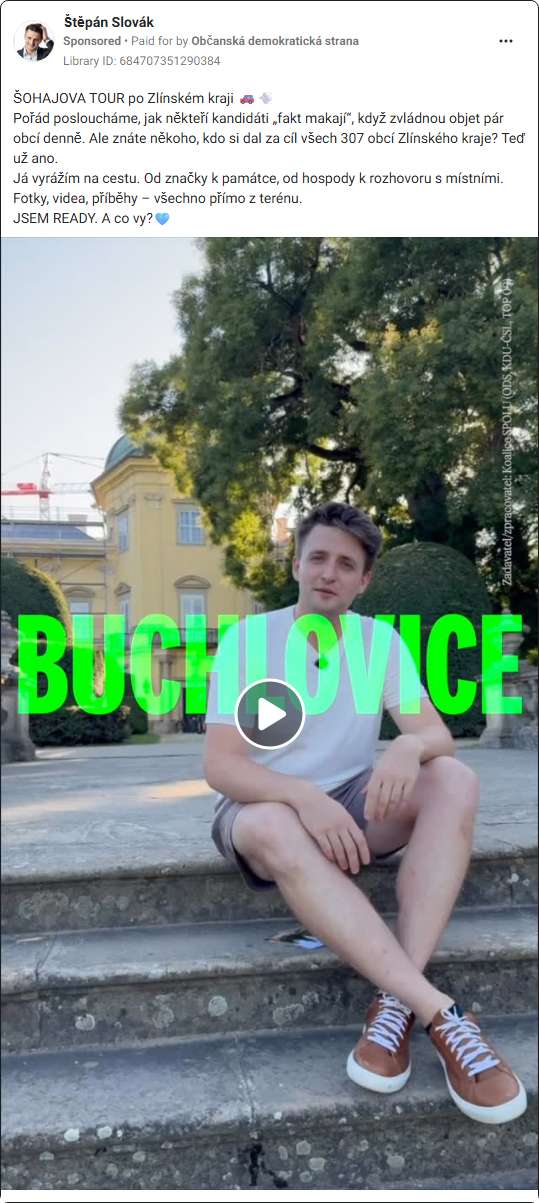 Štěpán Slovák
Sponsored • Paid for by Občanská demokratická strana
Library ID: 684707351290384
ŠOHAJOVA TOUR po Zlínském kraji 🚗💨
Pořád posloucháme, jak někteří kandidáti „fakt makají“, když zvládnou objet pár
obcí denně. Ale znáte někoho, kdo si dal za cíl všech 307 obcí Zlínského kraje? Teď
už ano.
Já vyrážím na cestu. Od značky k památce, od hospody k rozhovoru s místními.
Fotky, videa, příběhy – všechno přímo z terénu.
JSEM READY. A co vy?🩵
Zadavatel/zpracovatel: Koalice SPOLU (ODS, KDU-ČSL, TOP 09)
BUCHLOVICE